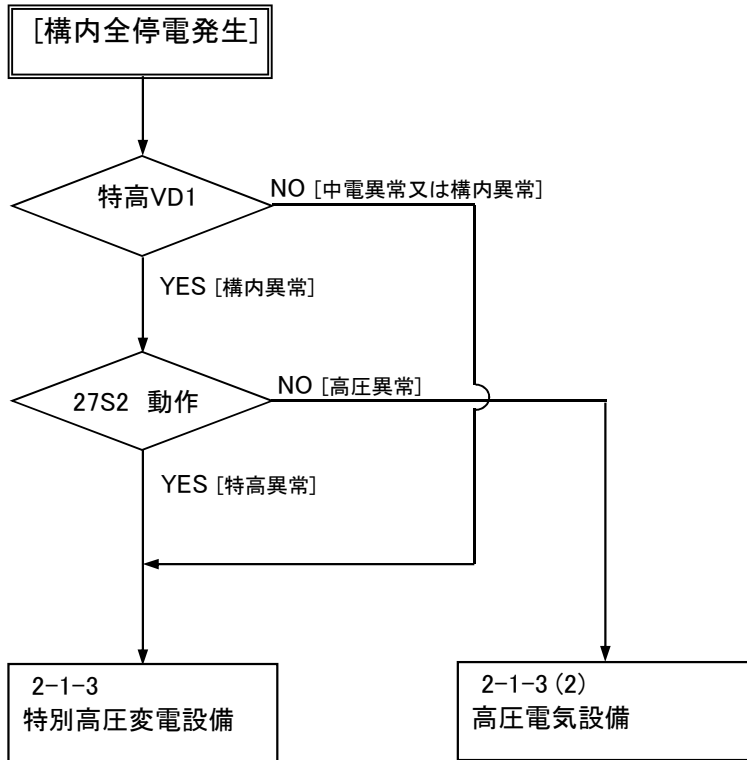 [構内全停電発生]
特高VD1
NO [中電異常又は構内異常]
YES [構内異常]
27S2 動作
NO [高圧異常]
YES [特高異常]
2-1-3
特別高圧変電設備
2-1-3(2)
高圧電気設備